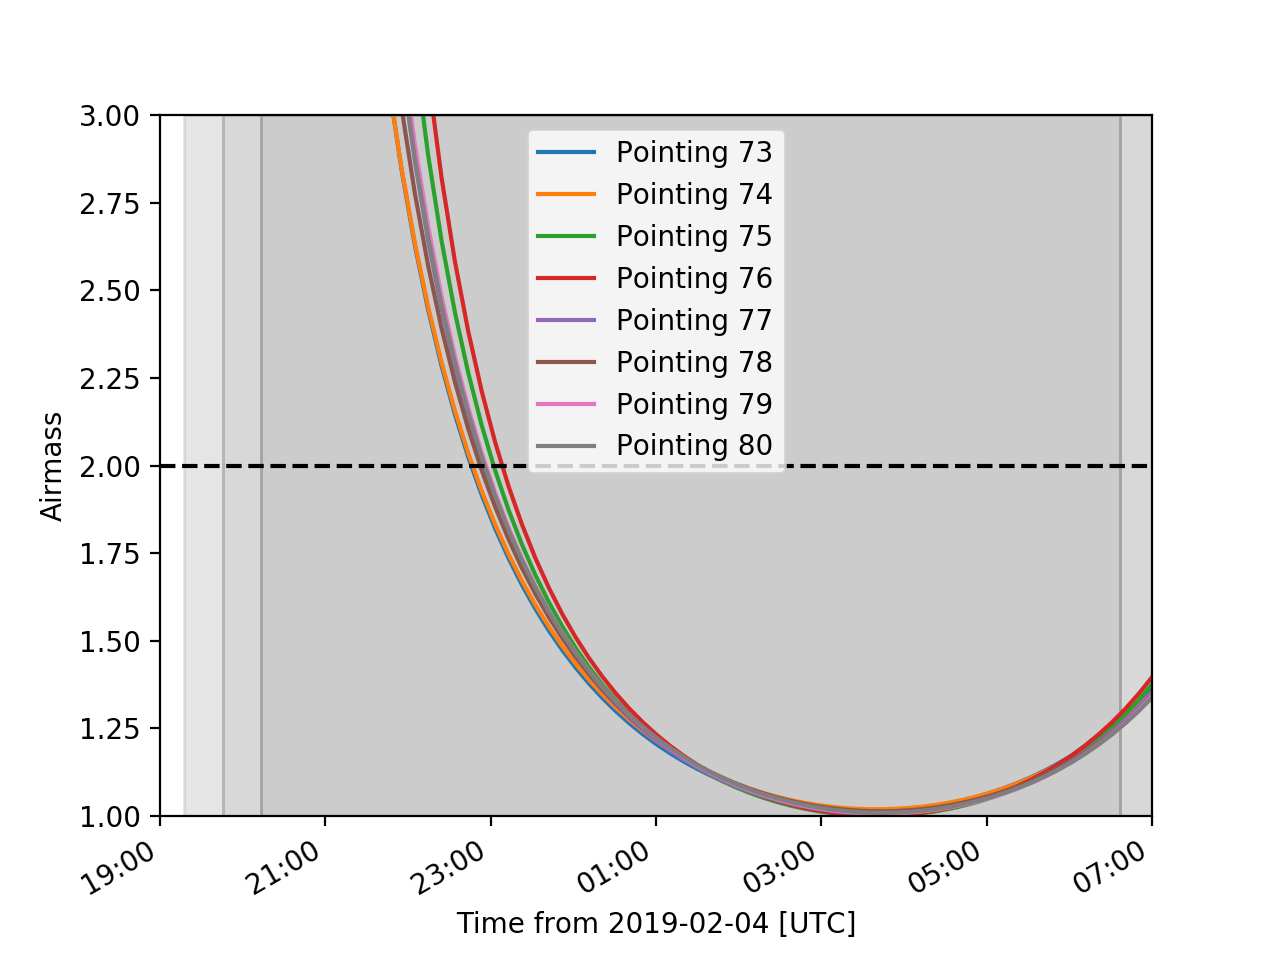 3.00
2.75
2.50
2.25
2.00
1.75
1.50
1.25
1.00
Airmass
Pointing 73
Pointing 74
Pointing 75
Pointing 76
Pointing 77
Pointing 78
Pointing 79
Pointing 80
19:00
21:00
23:00
01:00
03:00
05:00
07:00
Time from 2019-02-04 [UTC]